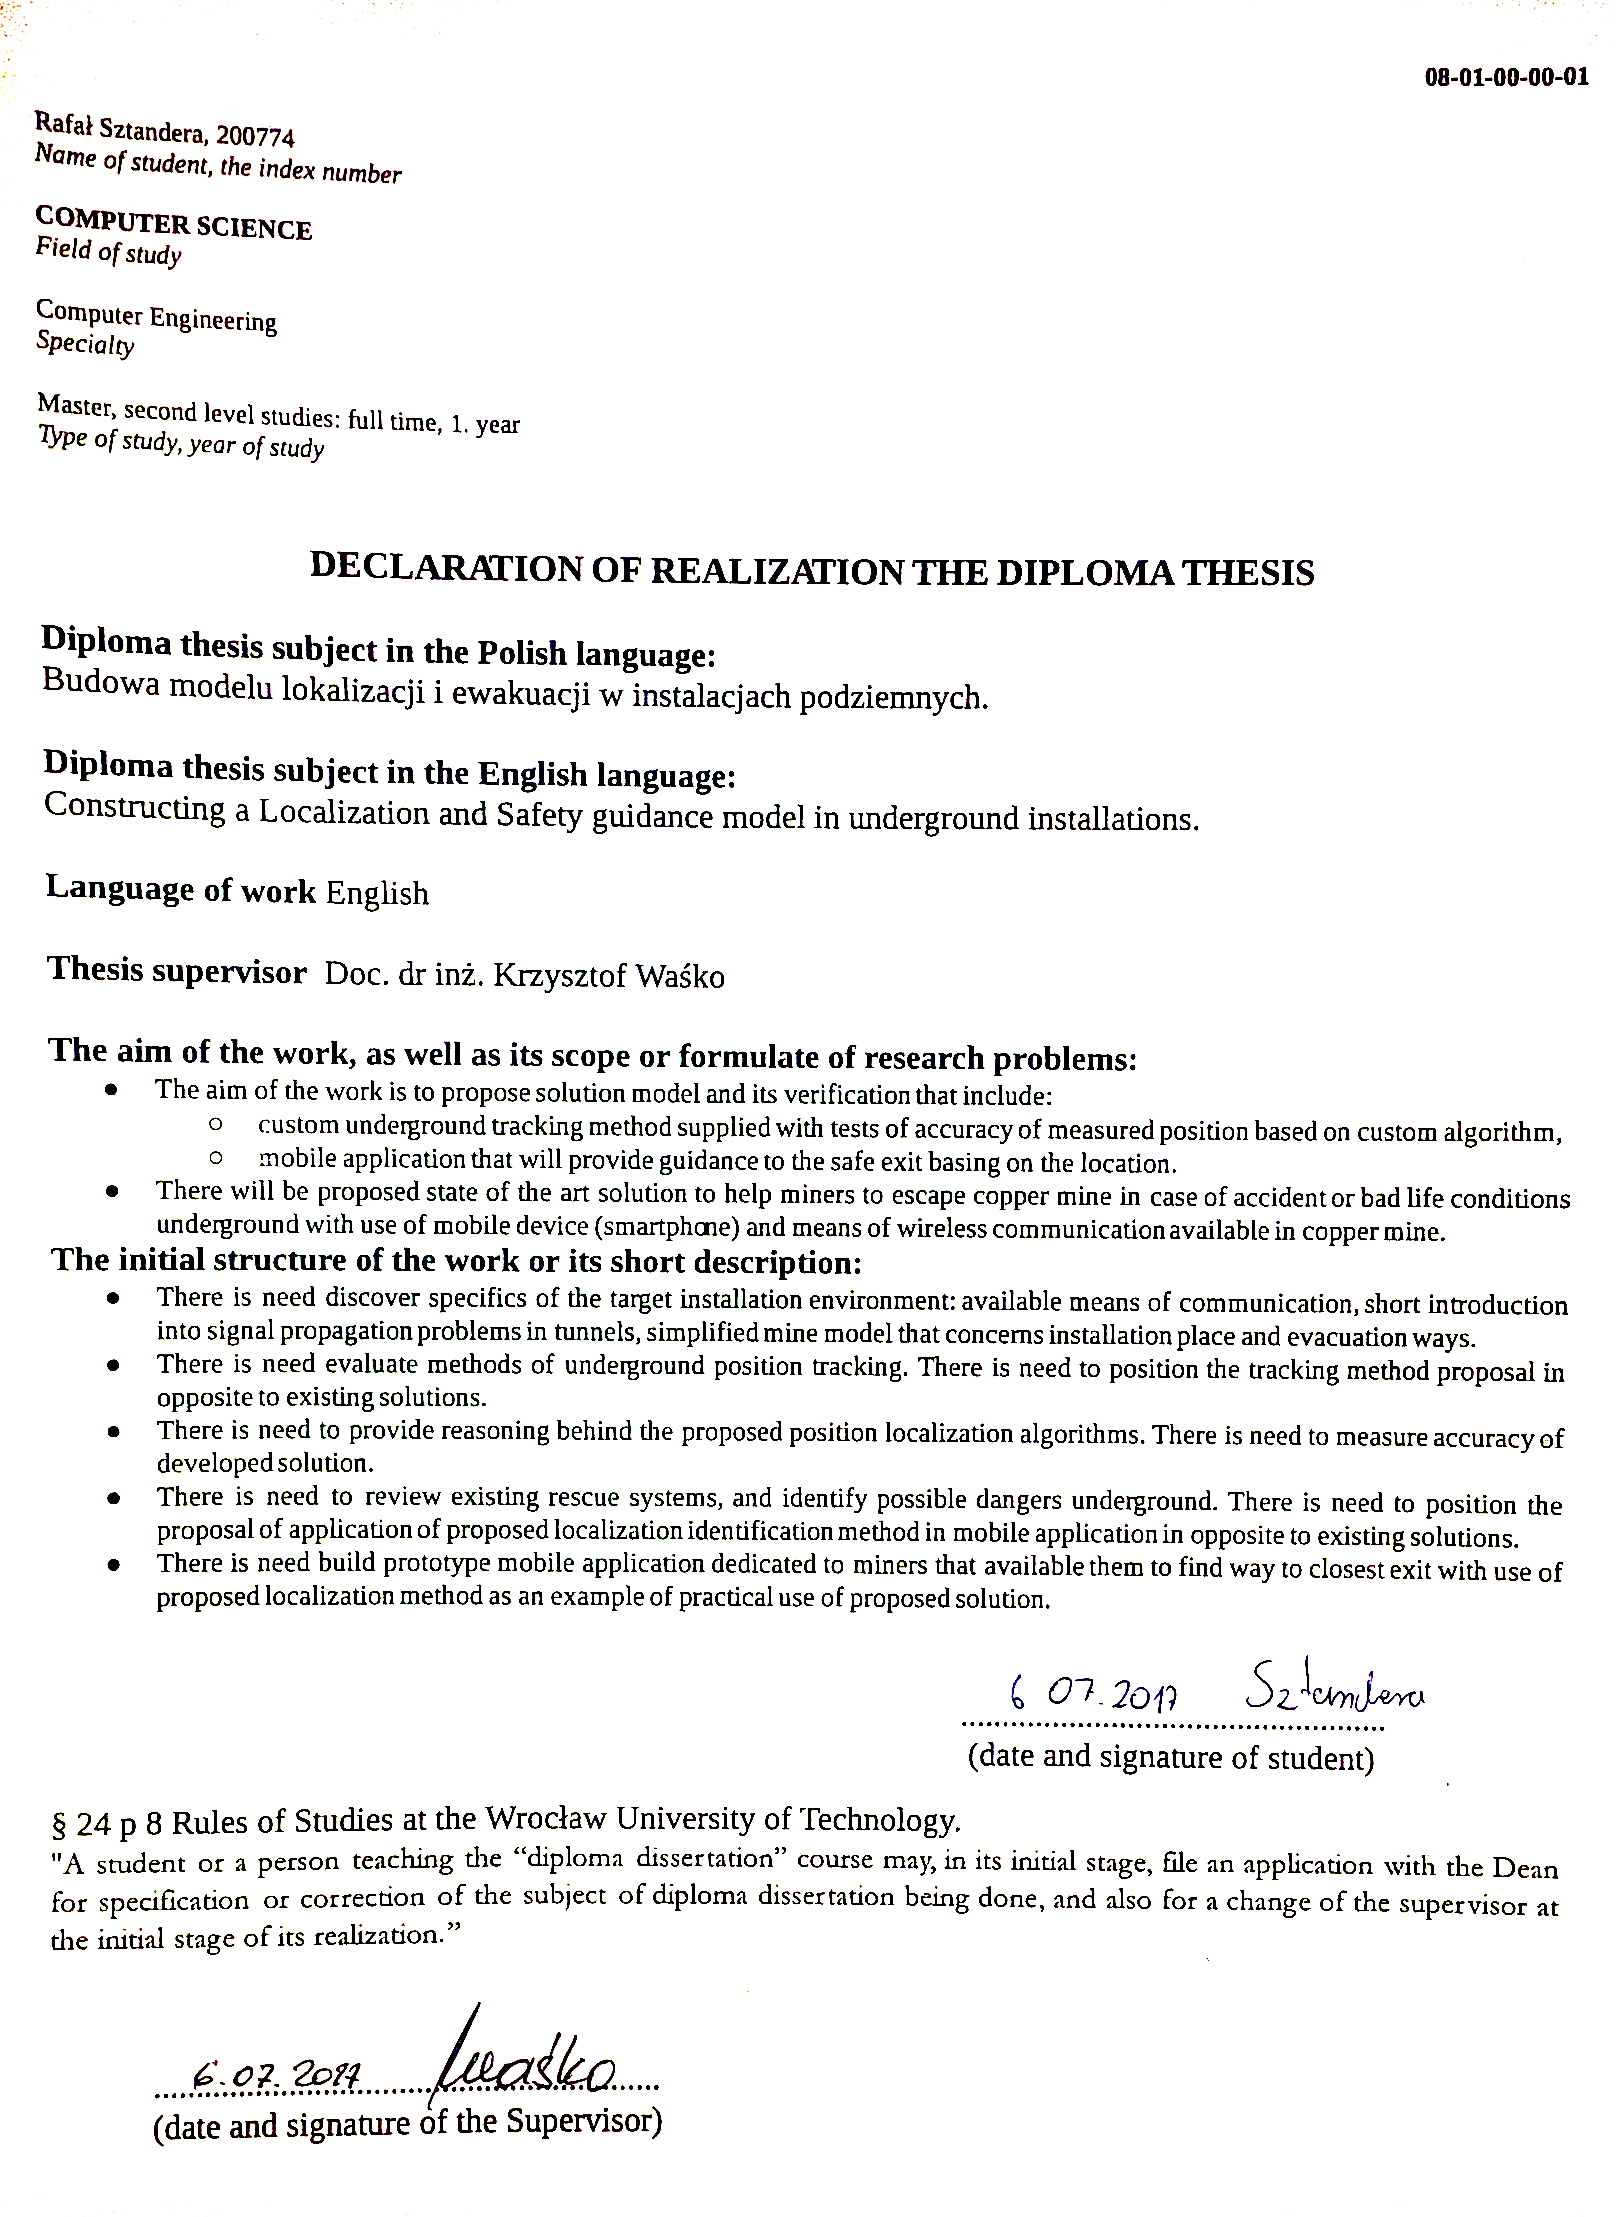 08-01-00-00-01
Rafał Sztandera, 200774
Name of student, the index number
COMPUTER SCIENCE
Field of study
Computer Engineering
Specialty
Master, second level studies: full time, 1. year
Type of study, year of study
DECLARATION OF REALIZATION THE DIPLOMA THESIS
Diploma thesis subject in the Polish language:
Budowa modelu lokalizacji i ewakuacji w instalacjach podziemnych.
Diploma thesis subject in the English language:
Constructing a Localization and Safety guidance model in underground installations.
Language of work English
Thesis supervisor Doc. dr inż. Krzysztof Waśko
The aim of the work, as well as its scope or formulate of research problems:
● The aim of the work is to propose solution model and its verification that include:
○ custom underground tracking method supplied with tests of accuracy of measured position based on custom algorithm,
○ mobile application that will provide guidance to the safe exit basing on the location.
● There will be proposed state of the art solution to help miners to escape copper mine in case of accident or bad life conditions
underground with use of mobile device (smartphone) and means of wireless communication available in copper mine.
The initial structure of the work or its short description:
● There is need discover specifics of the target installation environment: available means of communication, short introduction
into signal propagation problems in tunnels, simplified mine model that concerns installation place and evacuation ways.
● There is need evaluate methods of underground position tracking. There is need to position the tracking method proposal in
opposite to existing solutions.
● There is need to provide reasoning behind the proposed position localization algorithms. There is need to measure accuracy of
developed solution.
● There is need to review existing rescue systems, and identify possible dangers underground. There is need to position the
proposal of application of proposed localization identification method in mobile application in opposite to existing solutions.
● There is need build prototype mobile application dedicated to miners that available them to find way to closest exit with use of
proposed localization method as an example of practical use of proposed solution.
6 07.2017 Sztandera
(date and signature of student)
§ 24 p 8 Rules of Studies at the Wrocław University of Technology.
"A student or a person teaching the “diploma dissertation” course may, in its initial stage, file an application with the Dean
for specification or correction of the subject of diploma dissertation being done, and also for a change of the supervisor at
the initial stage of its realization.”
6.07.2017 Waśko
(date and signature of the Supervisor)